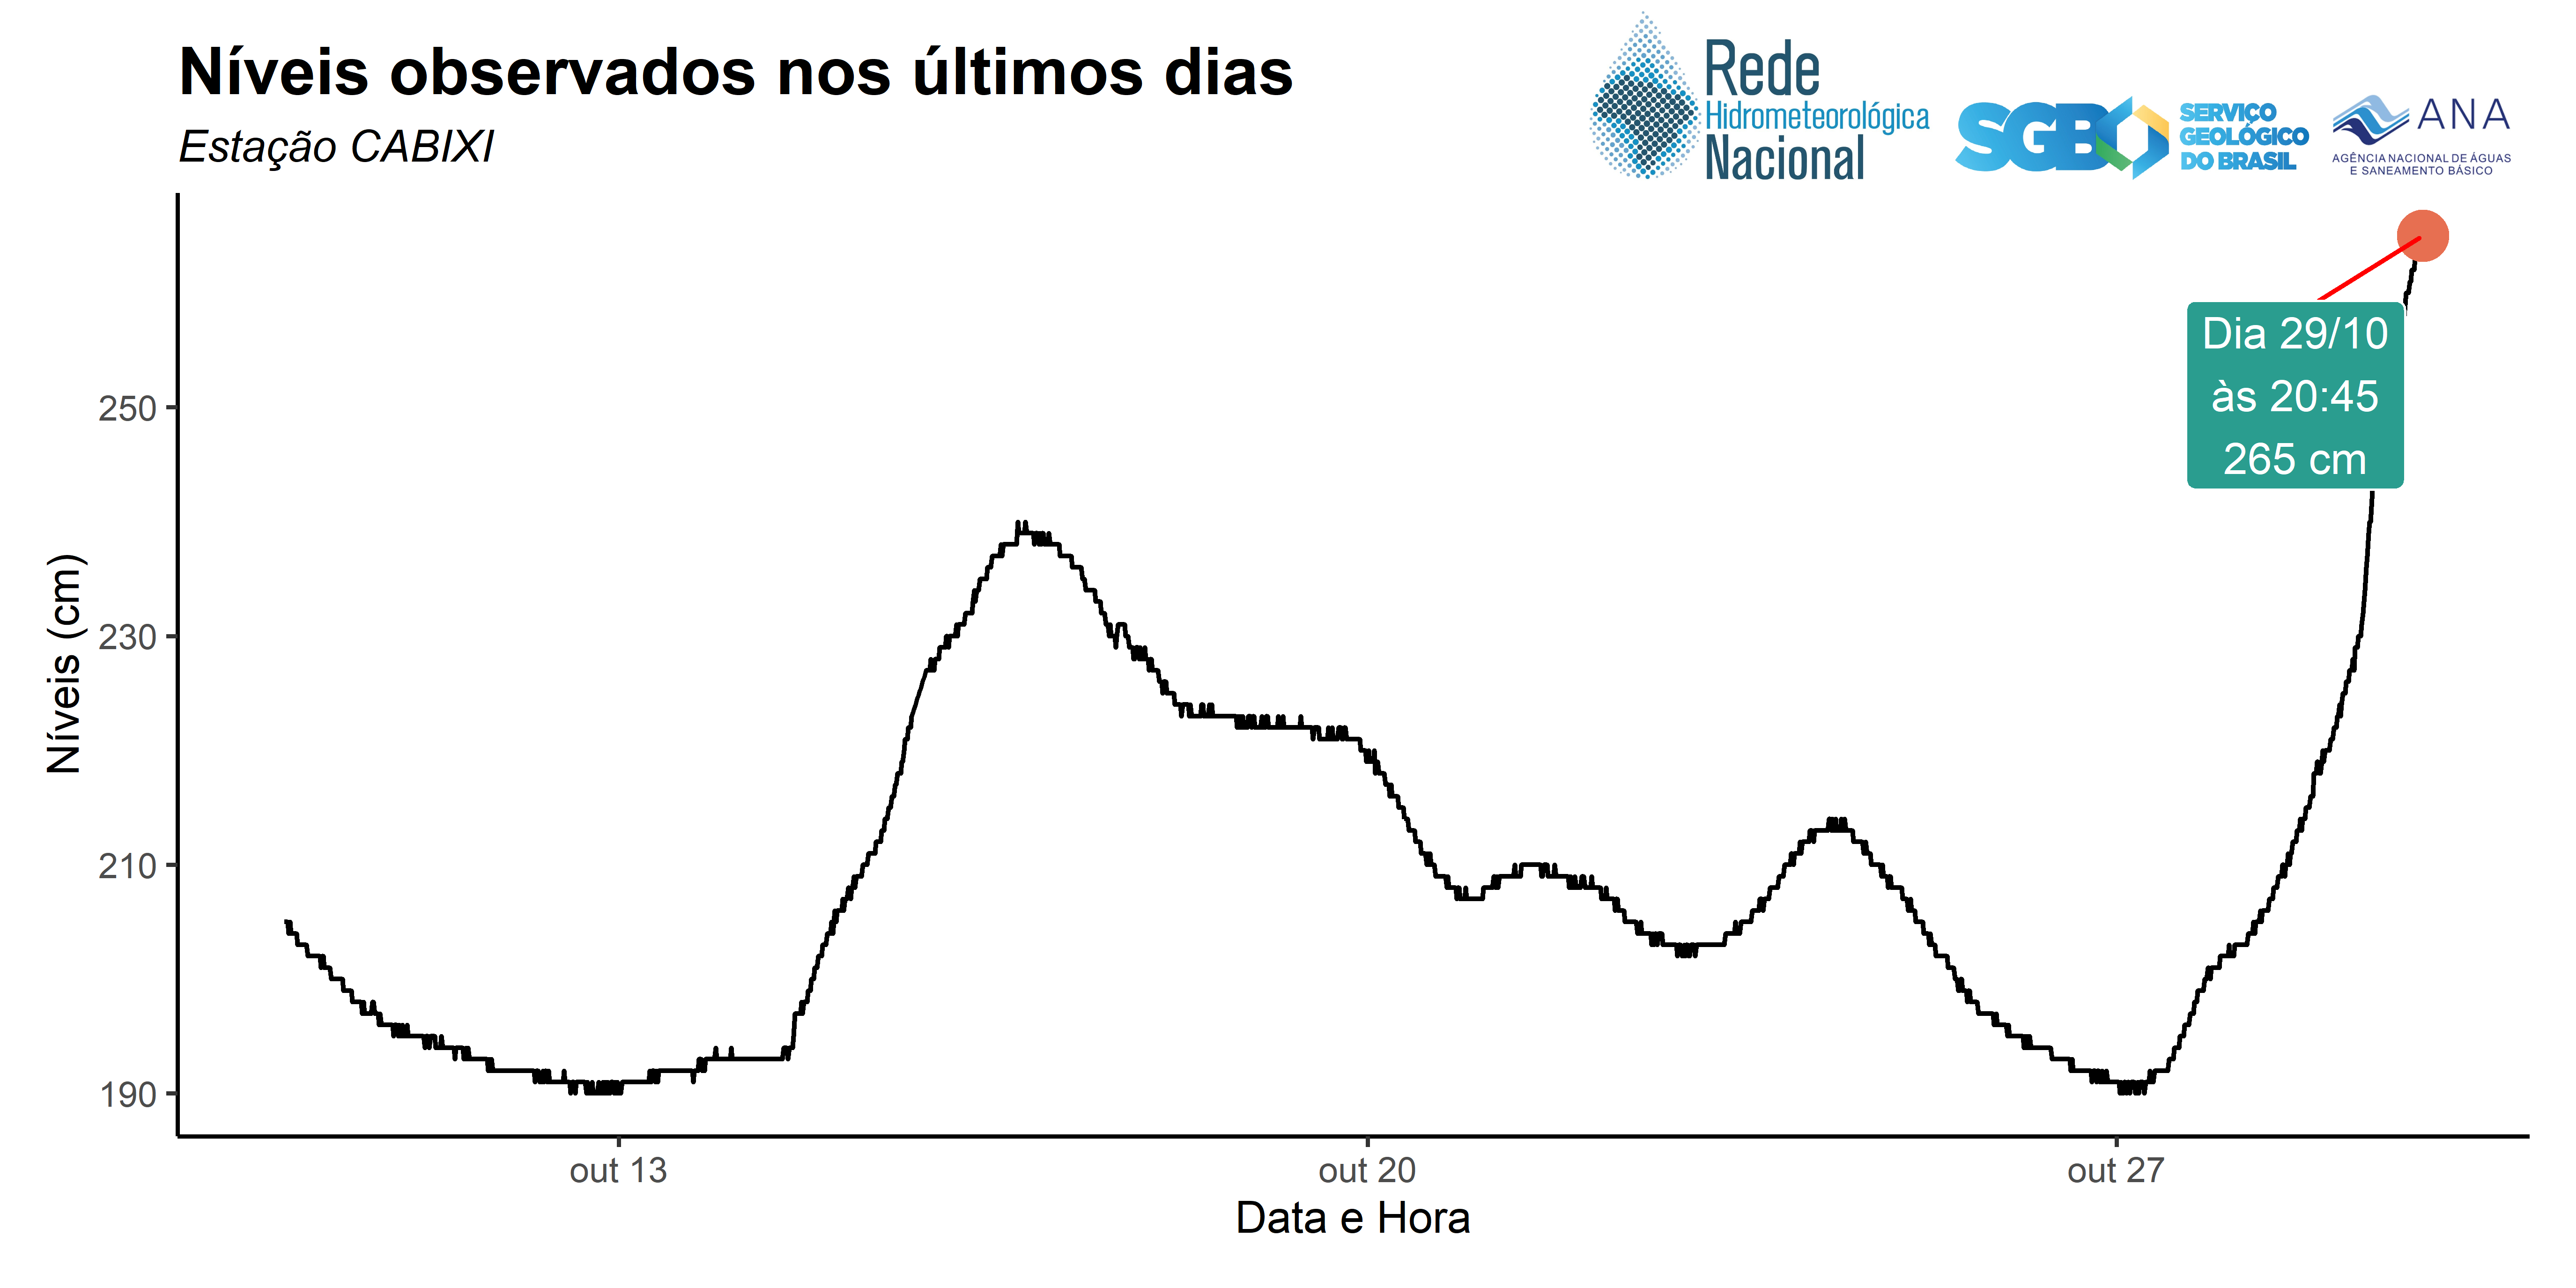 Níveis observados nos últimos dias
Estação CABIXI
Rede
Hidrometeorológica
Nacional
SGB
SERVIÇO
GEOLÓGICO
DO BRASIL
ANA
AGÊNCIA NACIONAL DE ÁGUAS
E SANEAMENTO BÁSICO
Dia 29/10
às 20:45
265 cm
Níveis (cm)
250
230
210
190
out 13
out 20
out 27
Data e Hora